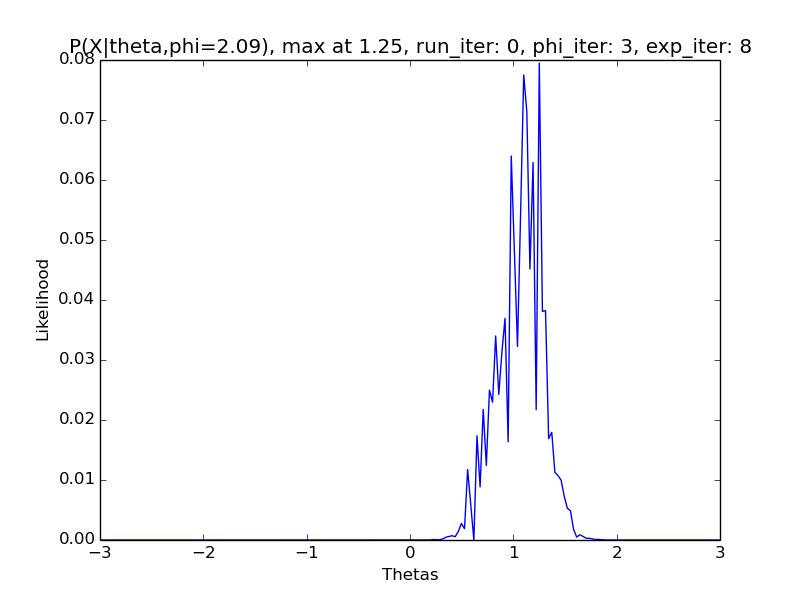 P(X|theta,phi=2.09), max at 1.25, run_iter: 0, phi_iter: 3, exp_iter: 8
0.08
0.07
0.06
0.05
0.04
0.03
0.02
0.01
0.00
Likelihood
−3 −2 −1 0 1 2 3
Thetas